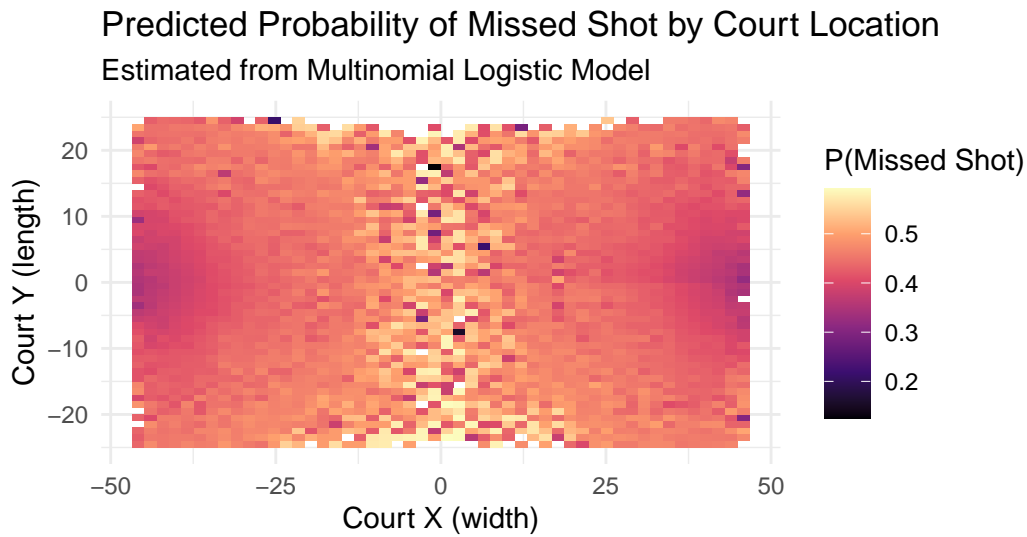 Predicted Probability of Missed Shot by Court Location
Estimated from Multinomial Logistic Model
P(Missed Shot)
0.5
0.4
0.3
0.2
Court Y (length)
20
10
0
−10
−20
−50
−25
0
25
50
Court X (width)